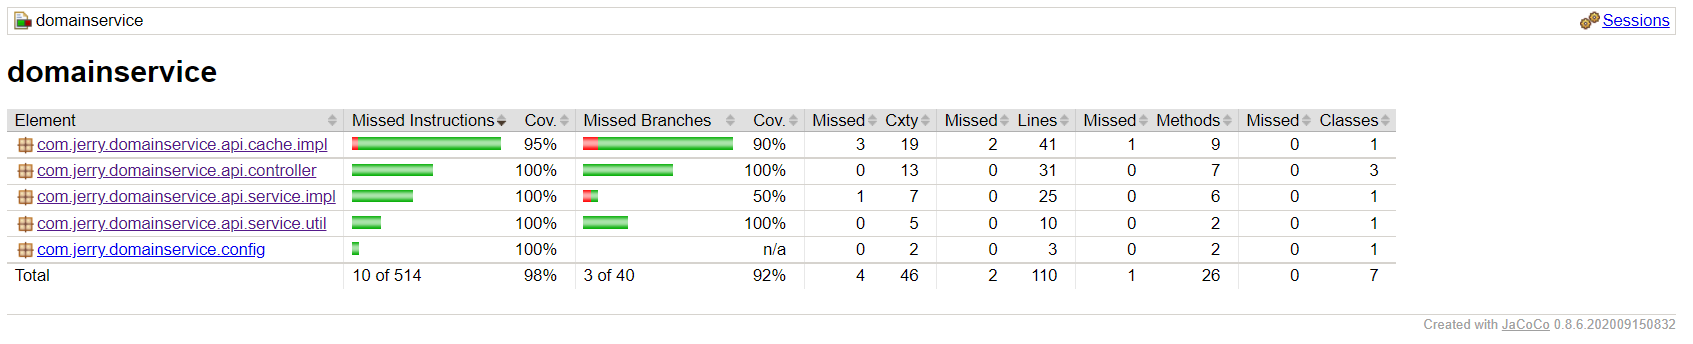 domainservice Sessions
domainservice
Element Missed Instructions Cov. Missed Branches Cov. Missed Cxty Missed Lines Missed Methods Missed Classes
com.jerry.domainservice.api.cache.impl 95% 90% 3 19 2 41 1 9 0 1
com.jerry.domainservice.api.controller 100% 100% 0 13 0 31 0 7 0 3
com.jerry.domainservice.api.service.impl 100% 50% 1 7 0 25 0 6 0 1
com.jerry.domainservice.api.service.util 100% 100% 0 5 0 10 0 2 0 1
com.jerry.domainservice.config 100% n/a 0 2 0 3 0 2 0 1
Total 10 of 514 98% 3 of 40 92% 4 46 2 110 1 26 0 7
Created with JaCoCo 0.8.6.202009150832